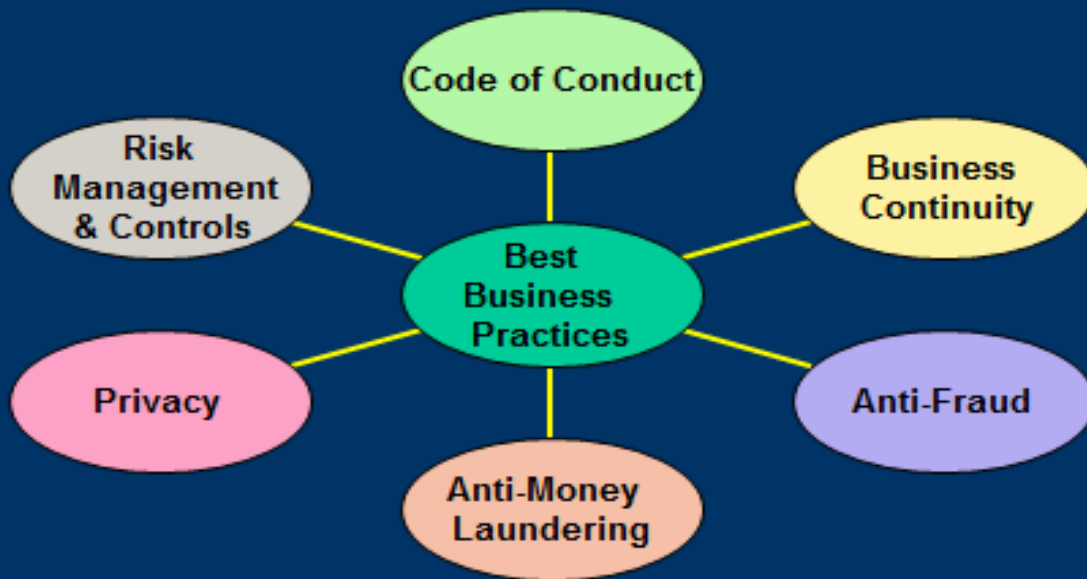 Code of Conduct
Risk
Management
& Controls
Business
Continuity
Best
Business
Practices
Privacy
Anti-Fraud
Anti-Money
Laundering